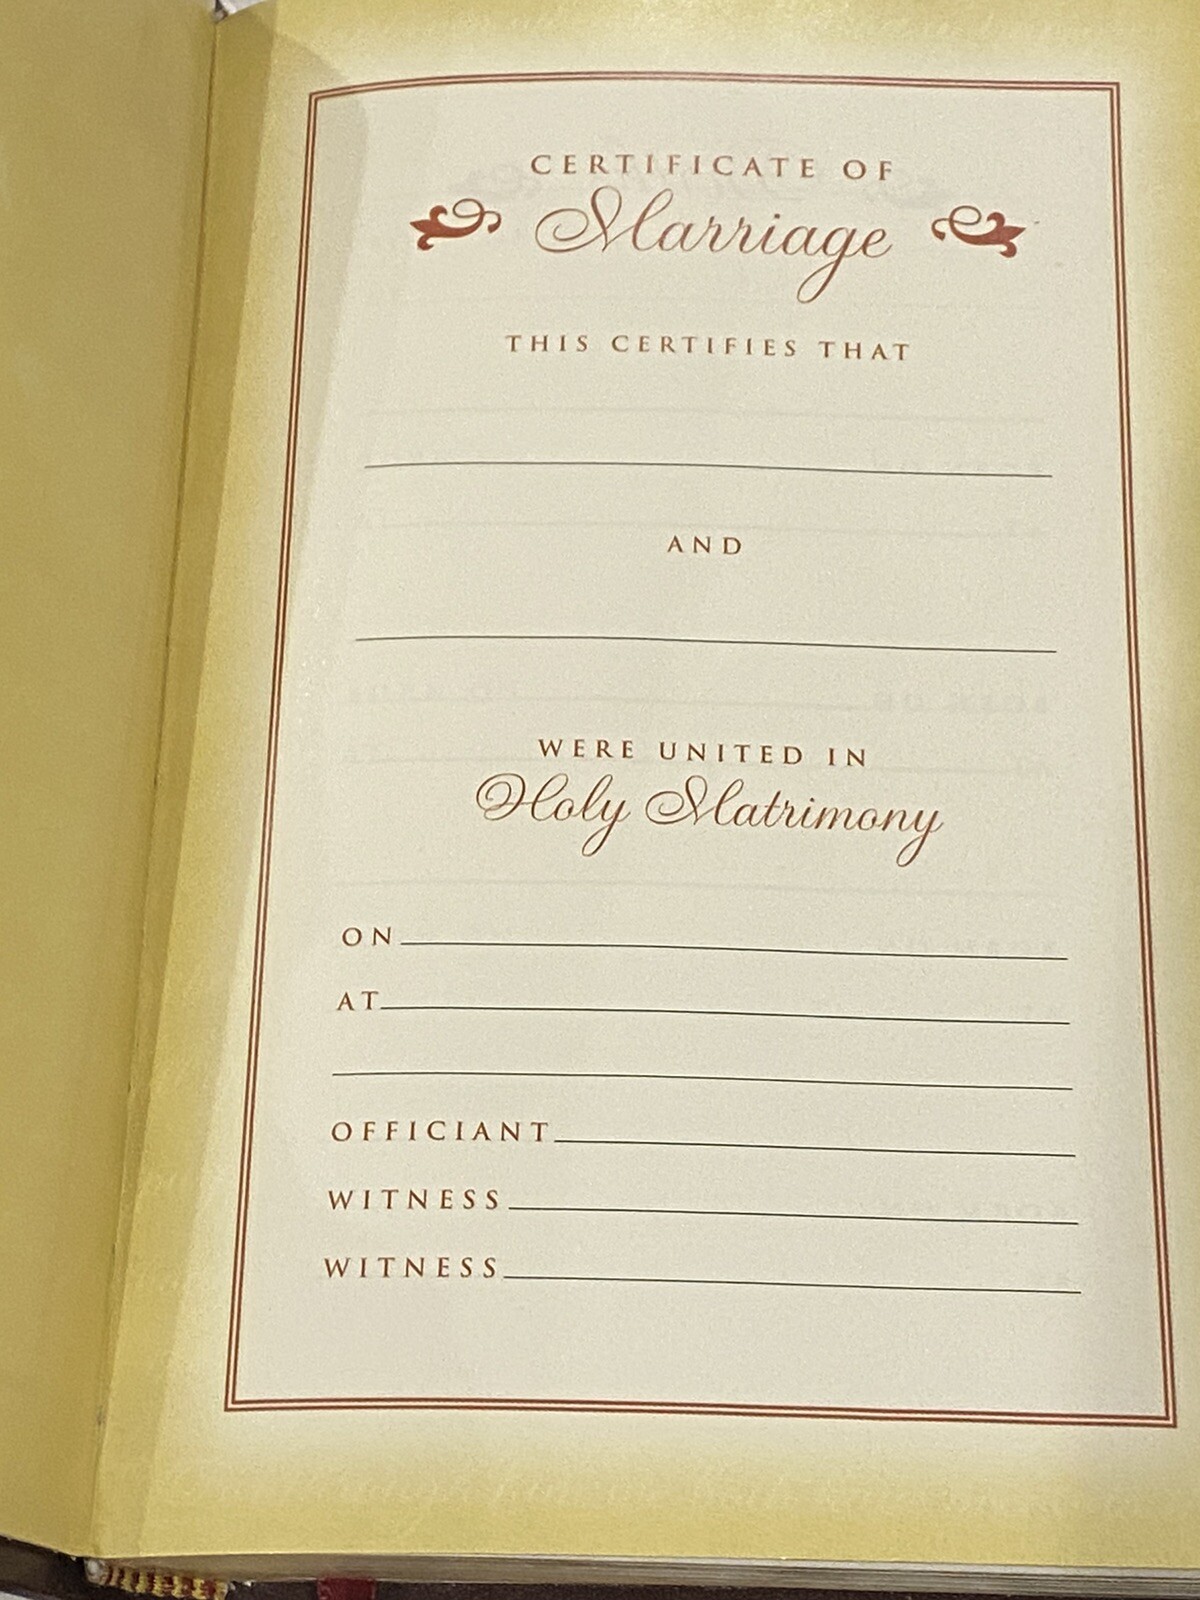 CERTIFICATE OF
Marriage
THIS CERTIFIES THAT
AND
WERE UNITED IN
Holy Matrimony
ON
AT
OFFICIANT
WITNESS
WITNESS